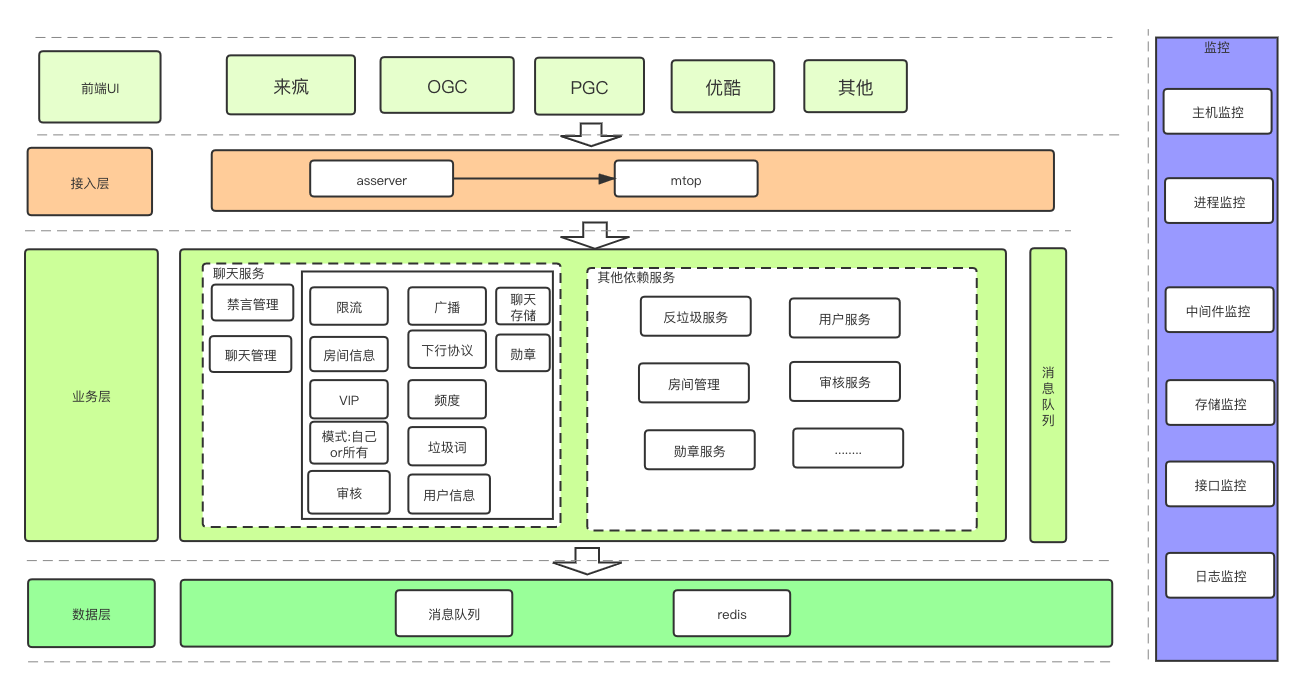 前端UI
来疯
OGC
PGC
优酷
其他
接入层
asserver
mtop
业务层
聊天服务
禁言管理
聊天管理
限流
广播
聊天
存储
房间信息
下行协议
勋章
VIP
频度
模式:自己
or所有
垃圾词
审核
用户信息
其他依赖服务
反垃圾服务
用户服务
房间管理
审核服务
勋章服务
........
消
息
队
列
数据层
消息队列
redis
监控
主机监控
进程监控
中间件监控
存储监控
接口监控
日志监控